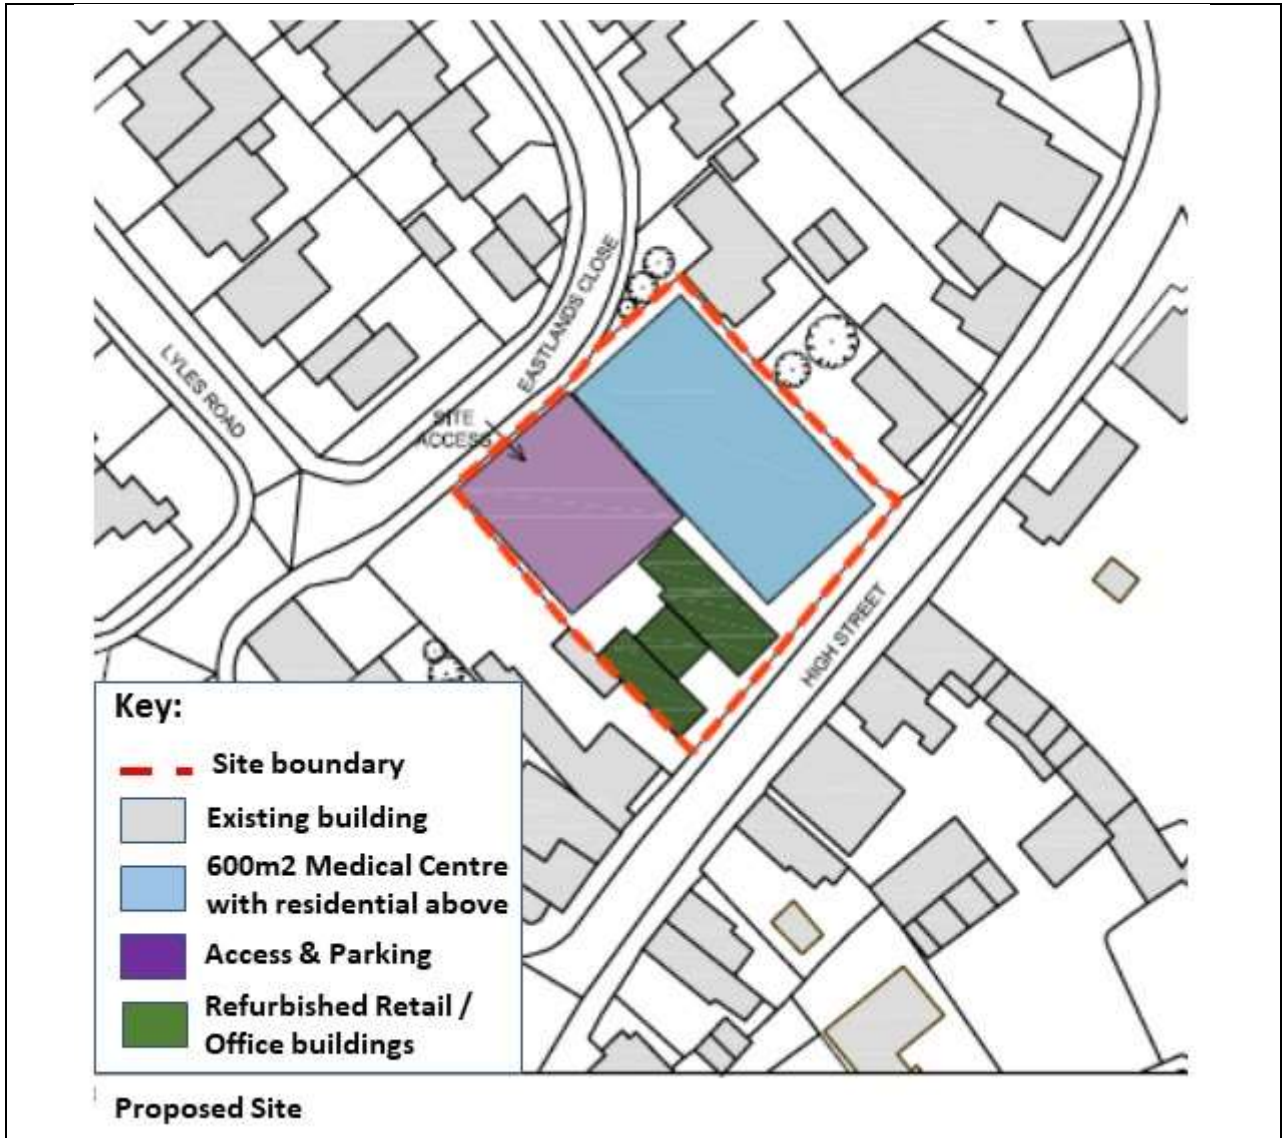 EASTLANDS CLOSE
LYLES ROAD
SITE
ACCESS
HIGH STREET
Key:
Site boundary
Existing building
600m2 Medical Centre
with residential above
Access & Parking
Refurbished Retail /
Office buildings
Proposed Site